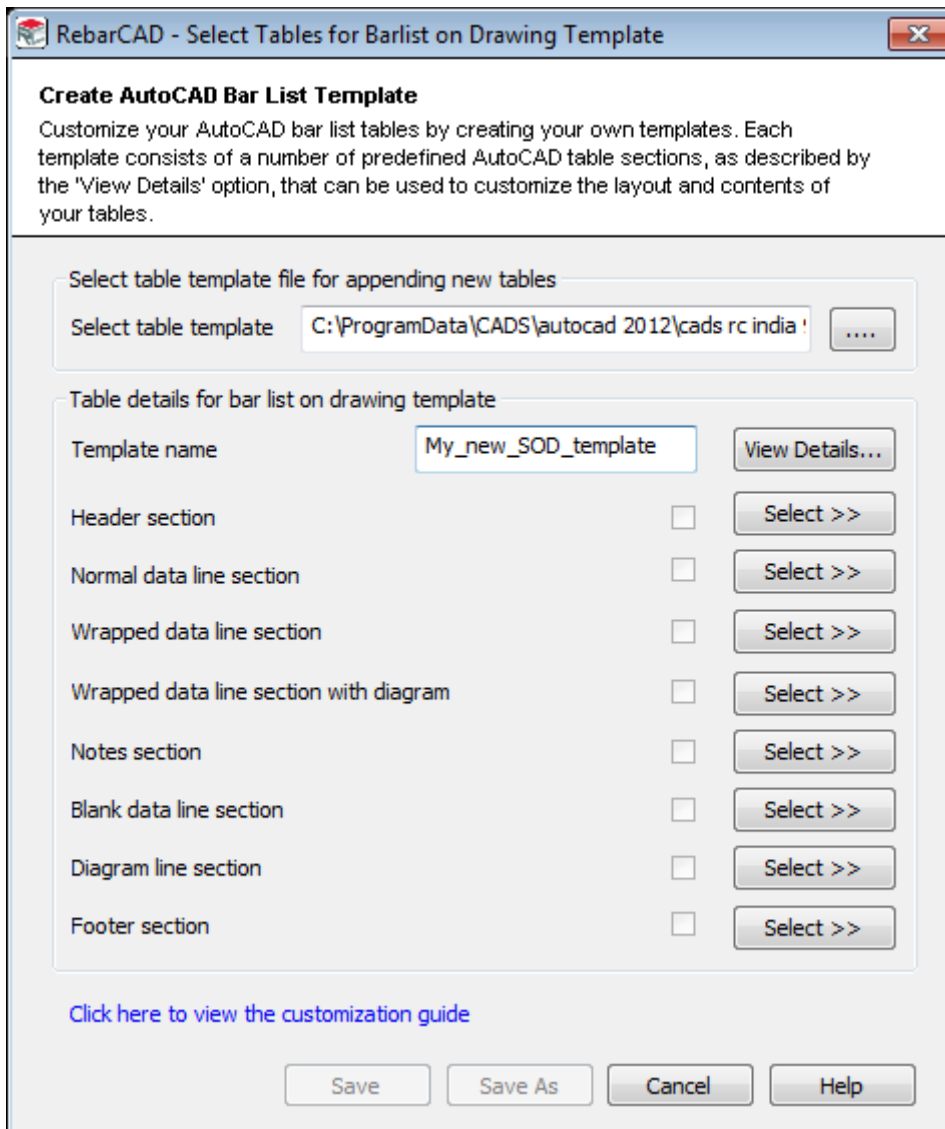 RebarCAD - Select Tables for Barlist on Drawing Template
Create AutoCAD Bar List Template
Customize your AutoCAD bar list tables by creating your own templates. Each
template consists of a number of predefined AutoCAD table sections, as described by
the 'View Details' option, that can be used to customize the layout and contents of
your tables.
Select table template file for appending new tables
Select table template C:\ProgramData\CADS\autocad 2012\cads rc india ....
Table details for bar list on drawing template
Template name My_new_SOD_template View Details...
Header section Select >>
Normal data line section Select >>
Wrapped data line section Select >>
Wrapped data line section with diagram Select >>
Notes section Select >>
Blank data line section Select >>
Diagram line section Select >>
Footer section Select >>
Click here to view the customization guide
Save Save As Cancel Help